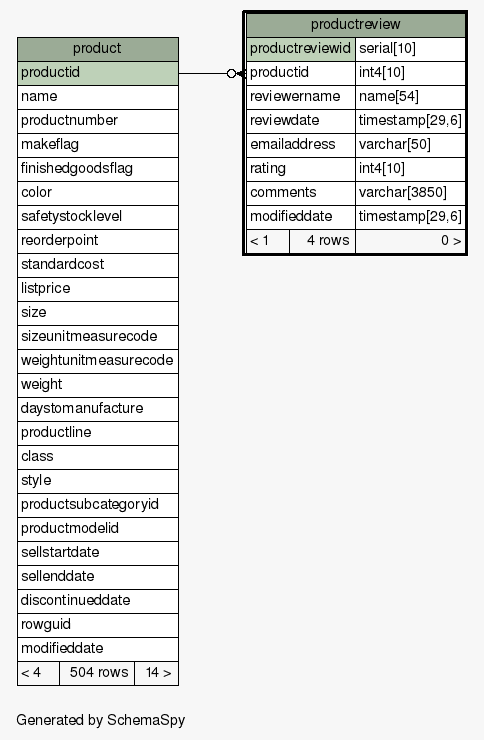 product
productid
name
productnumber
makeflag
finishedgoodsflag
color
safetystocklevel
reorderpoint
standardcost
listprice
size
sizeunitmeasurecode
weightunitmeasurecode
weight
daystomanufacture
productline
class
style
productsubcategoryid
productmodelid
sellstartdate
sellenddate
discontinueddate
rowguid
modifieddate
< 4 504 rows 14 >
productreview
productreviewid serial[10]
productid int4[10]
reviewername name[54]
reviewdate timestamp[29,6]
emailaddress varchar[50]
rating int4[10]
comments varchar[3850]
modifieddate timestamp[29,6]
< 1 4 rows 0 >
Generated by SchemaSpy